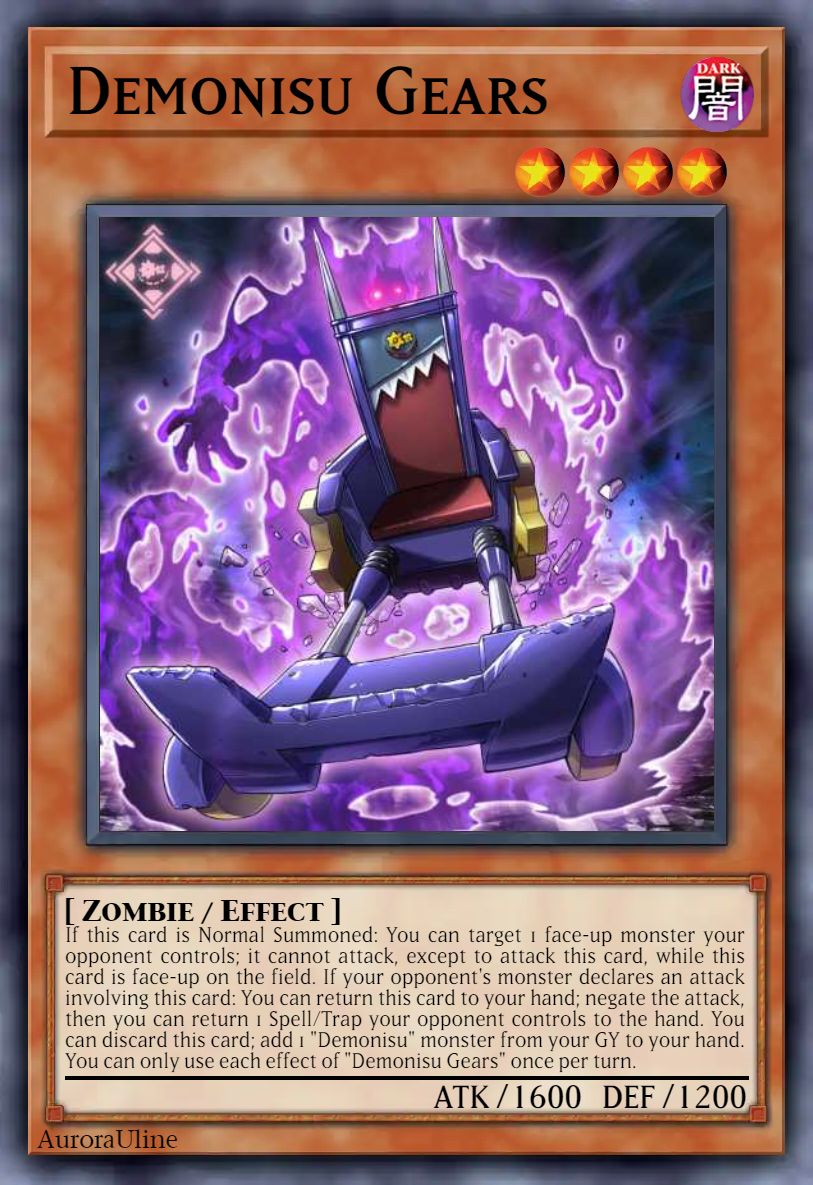 Demonisu Gears
DARK
闇
[ Zombie / Effect ]
If this card is Normal Summoned: You can target 1 face-up monster your
opponent controls; it cannot attack, except to attack this card, while this
card is face-up on the field. If your opponent's monster declares an attack
involving this card: You can return this card to your hand; negate the attack,
then you can return 1 Spell/Trap your opponent controls to the hand. You
can discard this card; add 1 "Demonisu" monster from your GY to your hand.
You can only use each effect of "Demonisu Gears" once per turn.
ATK/1600 DEF/1200
AuroraUline